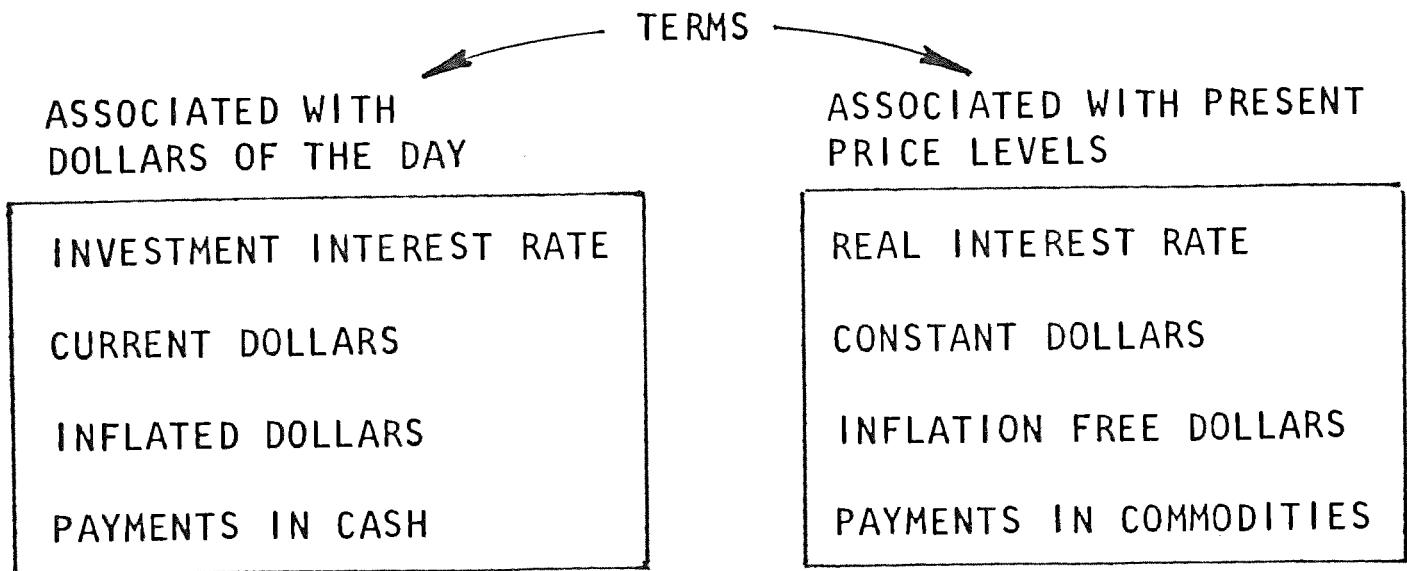 TERMS
ASSOCIATED WITH
DOLLARS OF THE DAY
INVESTMENT INTEREST RATE
CURRENT DOLLARS
INFLATED DOLLARS
PAYMENTS IN CASH
ASSOCIATED WITH PRESENT
PRICE LEVELS
REAL INTEREST RATE
CONSTANT DOLLARS
INFLATION FREE DOLLARS
PAYMENTS IN COMMODITIES